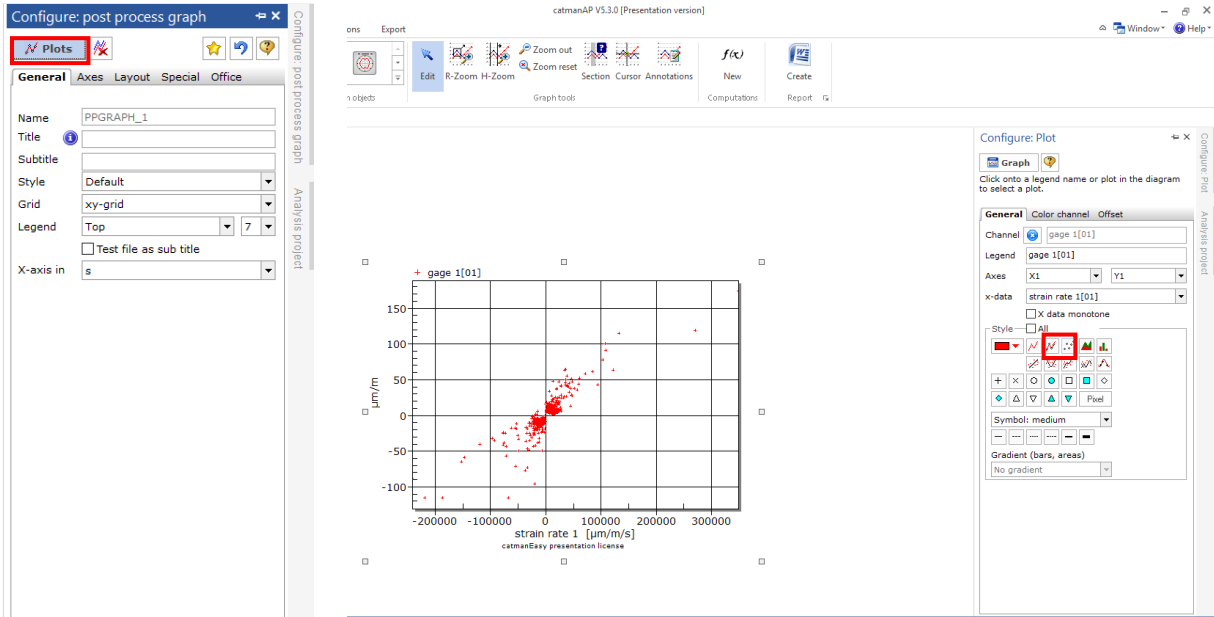 Configure: post process graph
Plots
General Axes Layout Special Office
Name PPGRAPH_1
Title
Subtitle
Style Default
Grid xy-grid
Legend Top 7
Test file as sub title
X-axis in s
Configure: post process graph
Analysis project
catmanAP V5.3.0 [Presentation version]
Window Help
ons Export
Edit R-Zoom H-Zoom
Zoom out
Zoom reset
Section Cursor Annotations
f(x)
New
Create
n objects Graph tools Computations Report
+ gage 1[01]
150
100
50
0
-50
-100
µm/m
-200000 -100000 0 100000 200000 300000
strain rate 1 [µm/m/s]
catmanEasy presentation license
Configure: Plot
Graph
Click onto a legend name or plot in the diagram
to select a plot.
General Color channel Offset
Channel gage 1[01]
Legend gage 1[01]
Axes X1 Y1
x-data strain rate 1[01]
X data monotone
Style All
Pixel
Symbol: medium
Gradient (bars, areas)
No gradient
Configure: Plot
Analysis project